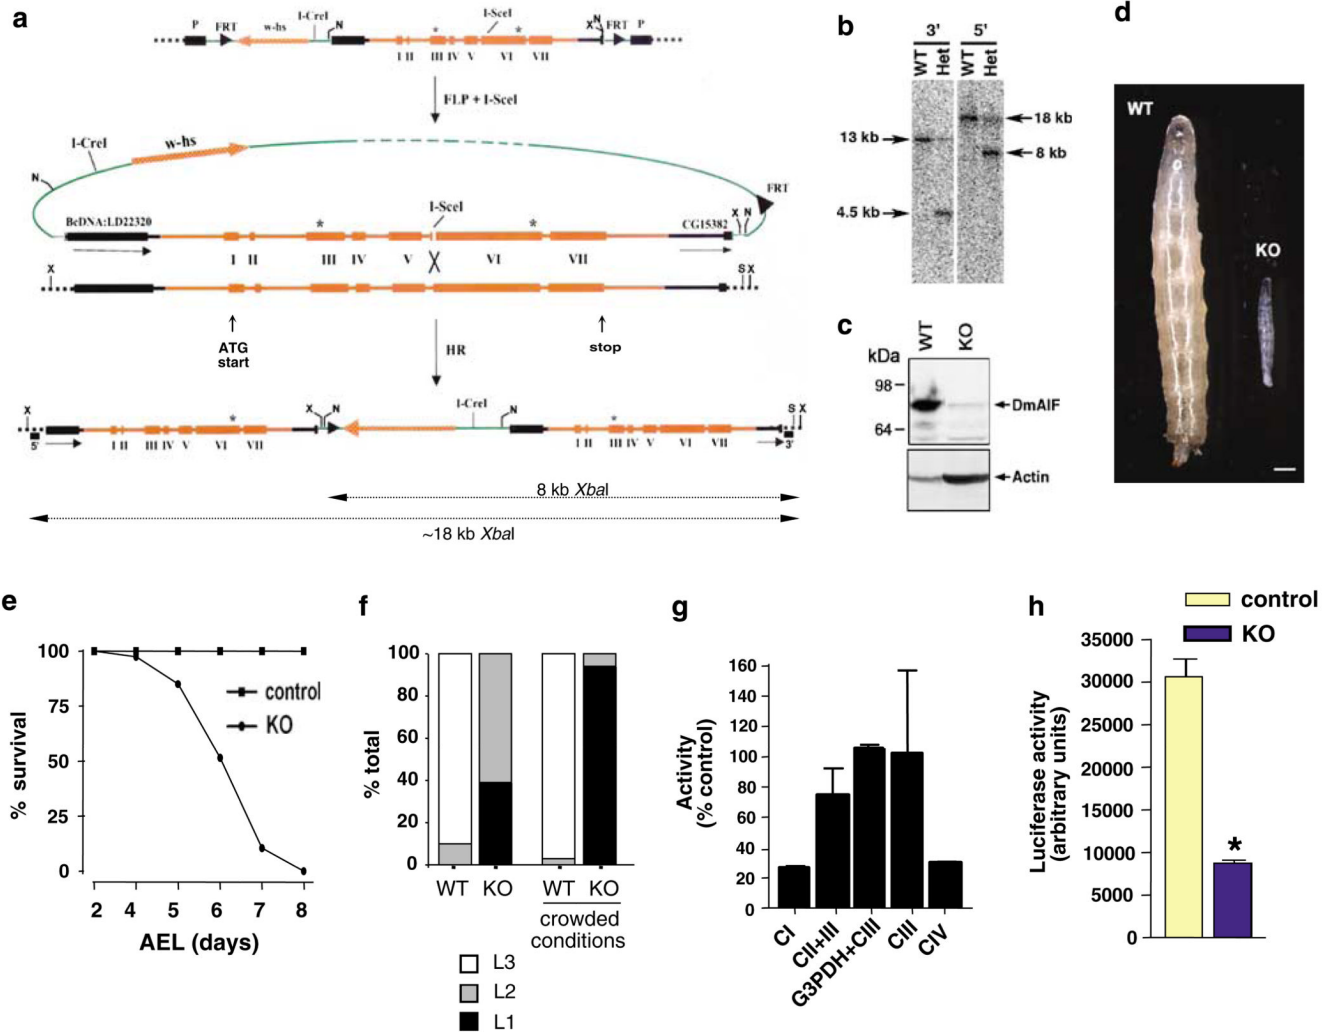 a
P FRT w-hs I-CreI N I-SceI X N FRT P
* *
I II III IV V VI VII
FLP + I-SceI
I-CreI w-hs
N
FRT
BcDNA:LD22320 * I-SceI * CG15382 X N
I II III IV V X VI VII
X S X
ATG
start
stop
HR
X * X N I-CreI N * S X
5' I II III IV V VI VII I II III IV V VI VII 3'
8 kb XbaI
~18 kb XbaI
b
3' 5'
WT Het WT Het
13 kb
4.5 kb
18 kb
8 kb
c
WT KO
kDa
98
64
DmAIF
Actin
d
WT
KO
e
% survival
100
75
50
25
0
control
KO
2 4 5 6 7 8
AEL (days)
f
% total
100
80
60
40
20
0
WT KO WT KO
crowded
conditions
L3
L2
L1
g
Activity
(% control)
160
140
120
100
80
60
40
20
0
CI CII+III G3PDH+CIII CIII CIV
h
control
KO
Luciferase activity
(arbitrary units)
35000
30000
25000
20000
15000
10000
5000
0
*